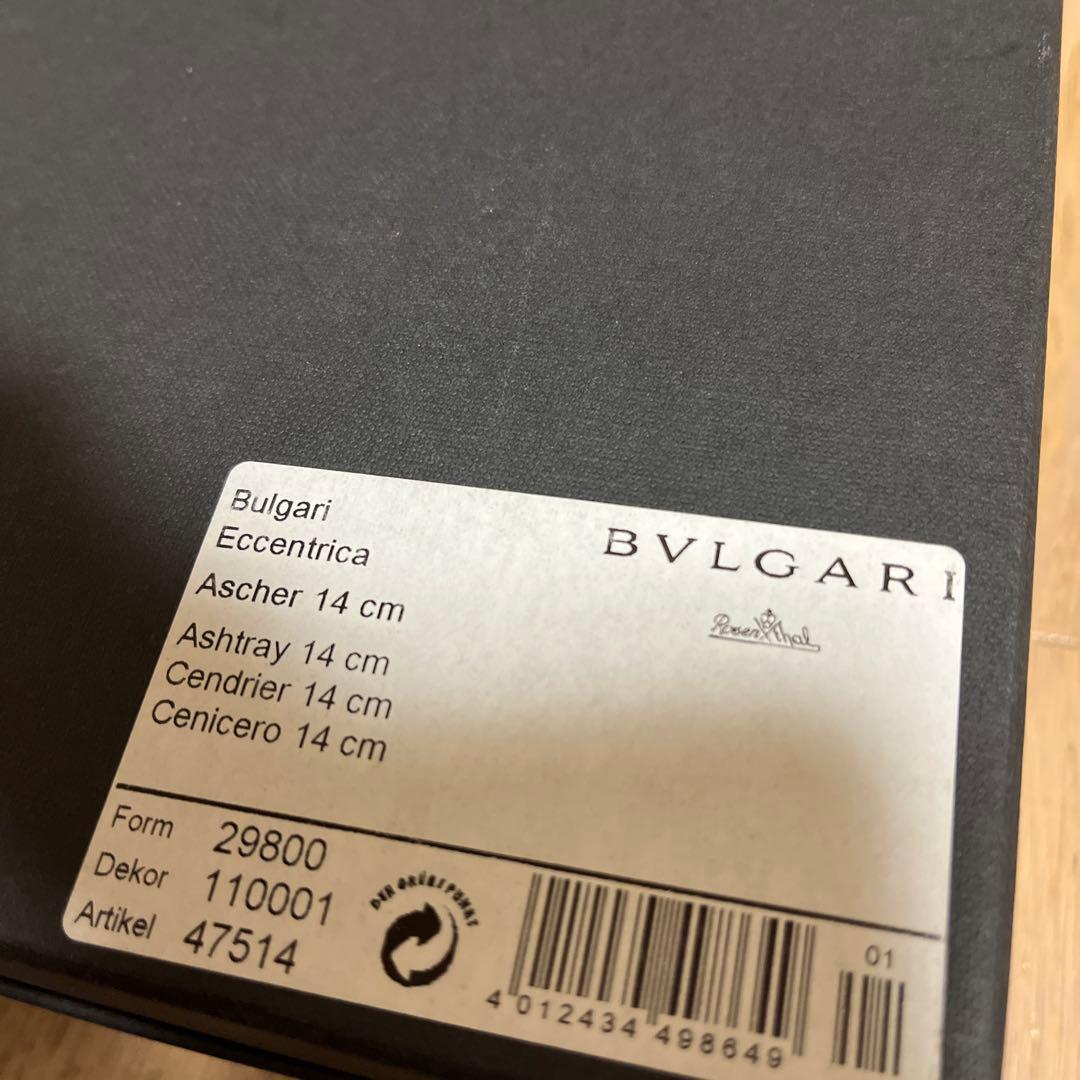 Bulgari
Eccentrica
Ascher 14 cm
Ashtray 14 cm
Cendrier 14 cm
Cenicero 14 cm
BVLGARI
Rosenthal
Form 29800
Dekor 110001
Artikel 47514
DER GRÜNE PUNKT
01
4 012434 498649